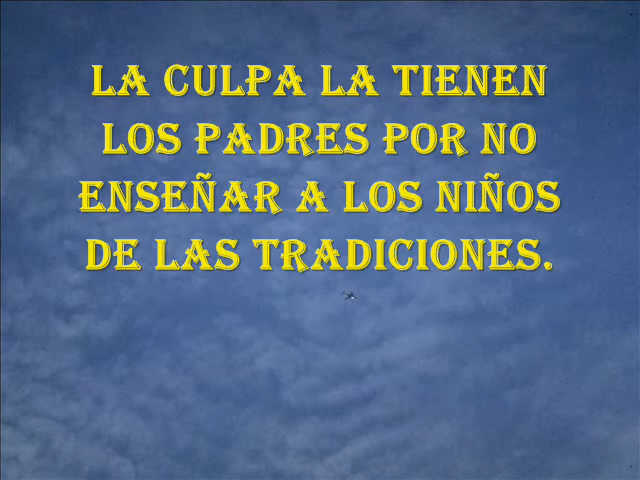 LA CULPA LA TIENEN
LOS PADRES POR NO
ENSEÑAR A LOS NIÑOS
DE LAS TRADICIONES.